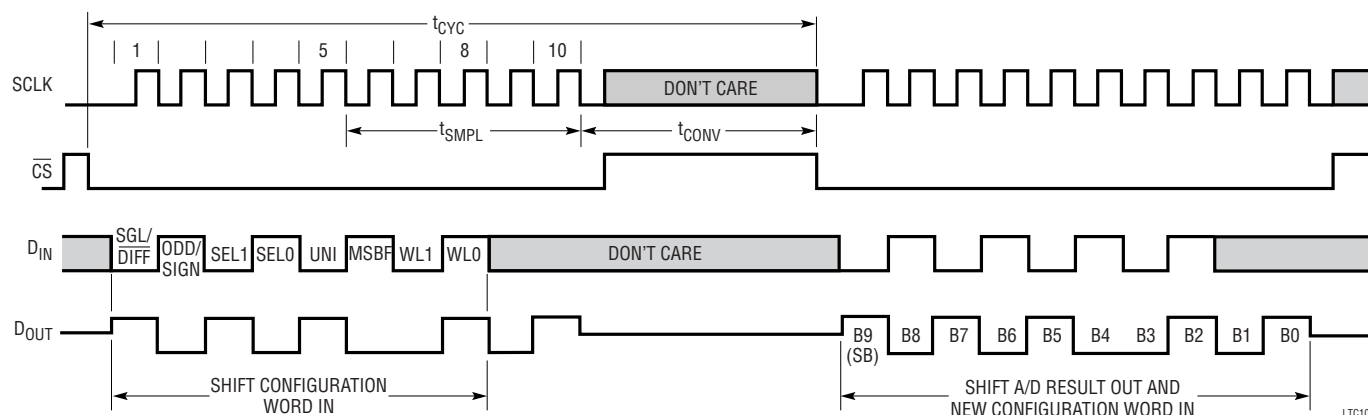 tCYC
1 5 8 10
SCLK
DON'T CARE
tSMPL tCONV
CS
DIN
SGL/
DIFF
ODD/
SIGN
SEL1 SEL0 UNI MSBF WL1 WL0
DON'T CARE
DOUT
B9
(SB)
B8 B7 B6 B5 B4 B3 B2 B1 B0
SHIFT CONFIGURATION
WORD IN
SHIFT A/D RESULT OUT AND
NEW CONFIGURATION WORD IN